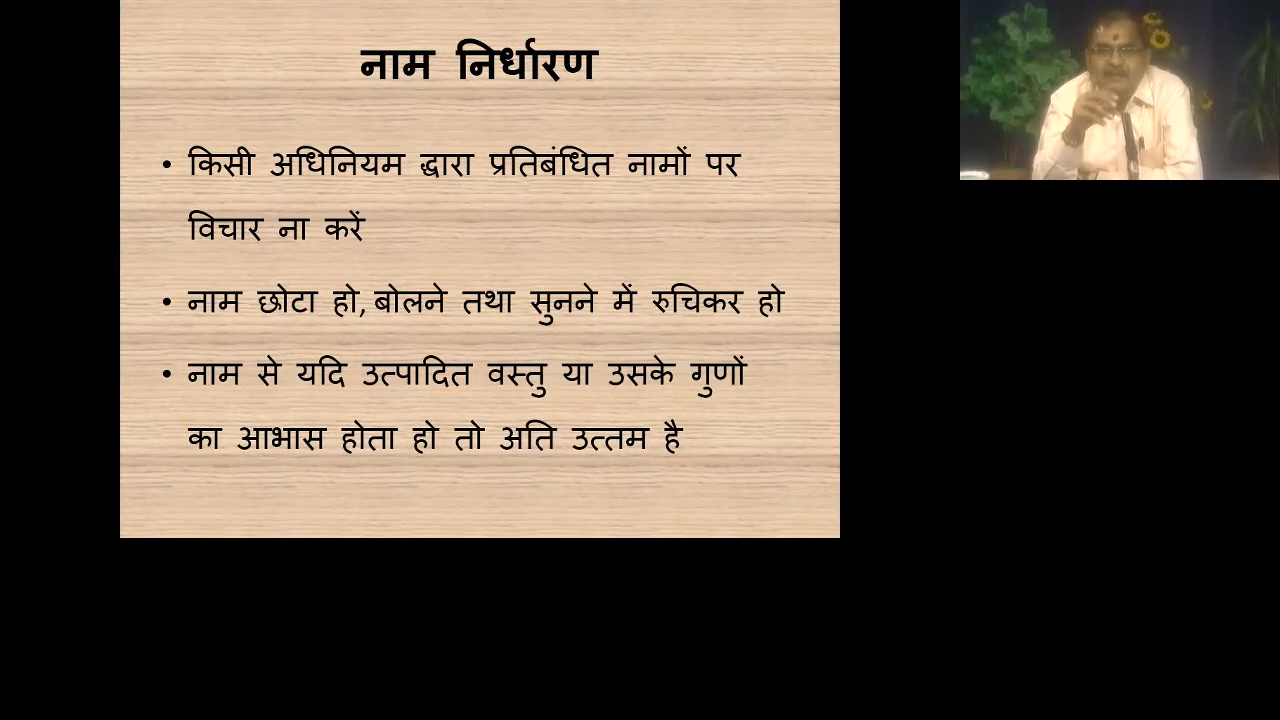 नाम निर्धारण
• किसी अधिनियम द्वारा प्रतिबंधित नामों पर
विचार ना करें
• नाम छोटा हो, बोलने तथा सुनने में रुचिकर हो
• नाम से यदि उत्पादित वस्तु या उसके गुणों
का आभास होता हो तो अति उत्तम है